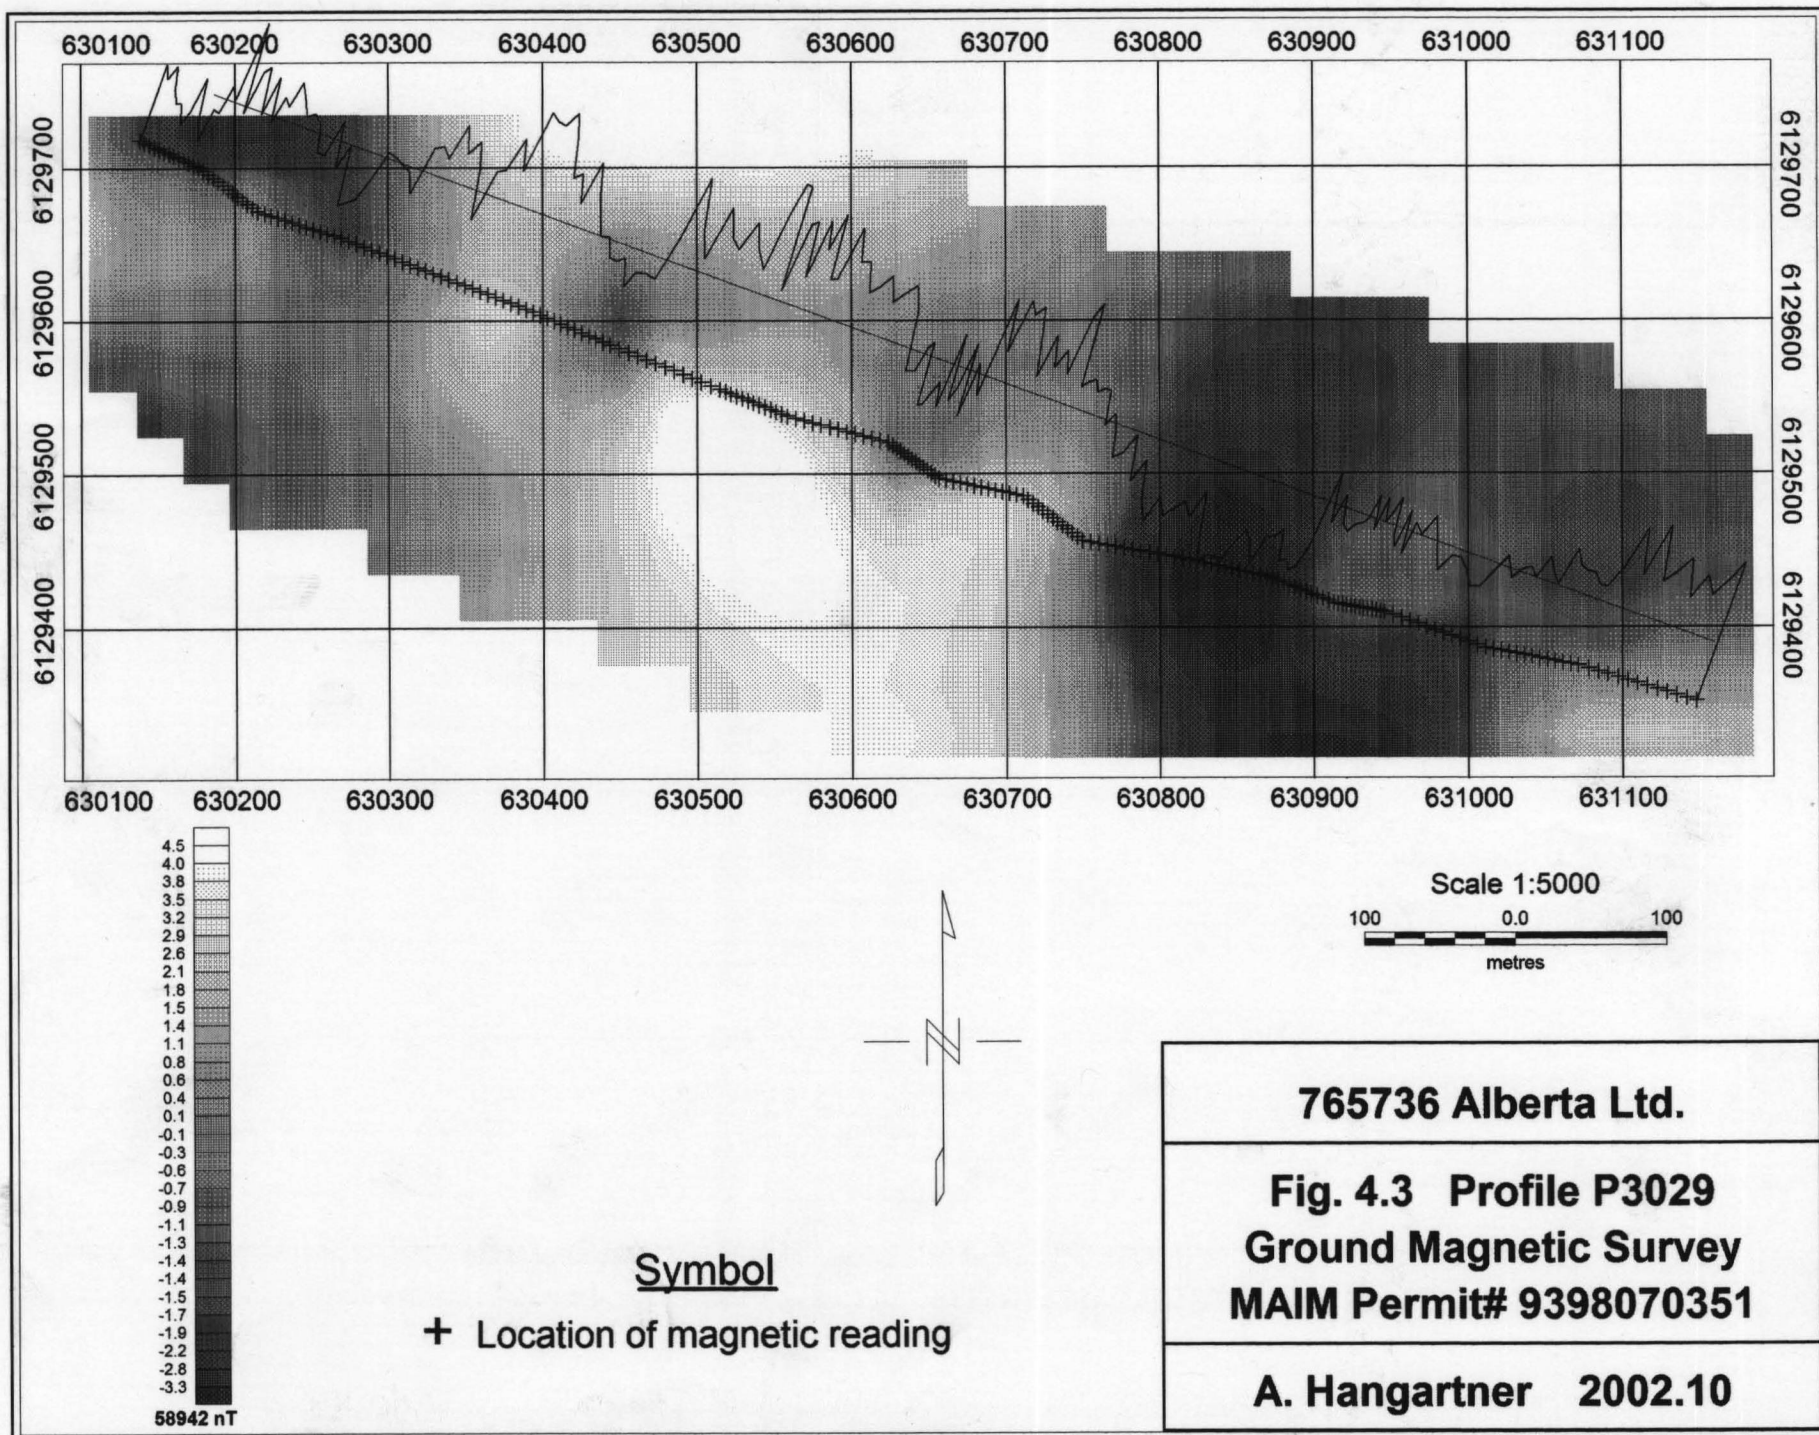 630100 630200 630300 630400 630500 630600 630700 630800 630900 631000 631100
6129700 6129700
6129600 6129600
6129500 6129500
6129400 6129400
630100 630200 630300 630400 630500 630600 630700 630800 630900 631000 631100
4.5
4.0
3.8
3.5
3.2
2.9
2.6
2.1
1.8
1.5
1.4
1.1
0.8
0.6
0.4
0.1
-0.1
-0.3
-0.6
-0.7
-0.9
-1.1
-1.3
-1.4
-1.4
-1.5
-1.7
-1.9
-2.2
-2.8
-3.3
58942 nT
Scale 1:5000
100 0.0 100
metres
N
Symbol
+ Location of magnetic reading
765736 Alberta Ltd.
Fig. 4.3 Profile P3029
Ground Magnetic Survey
MAIM Permit# 9398070351
A. Hangartner 2002.10